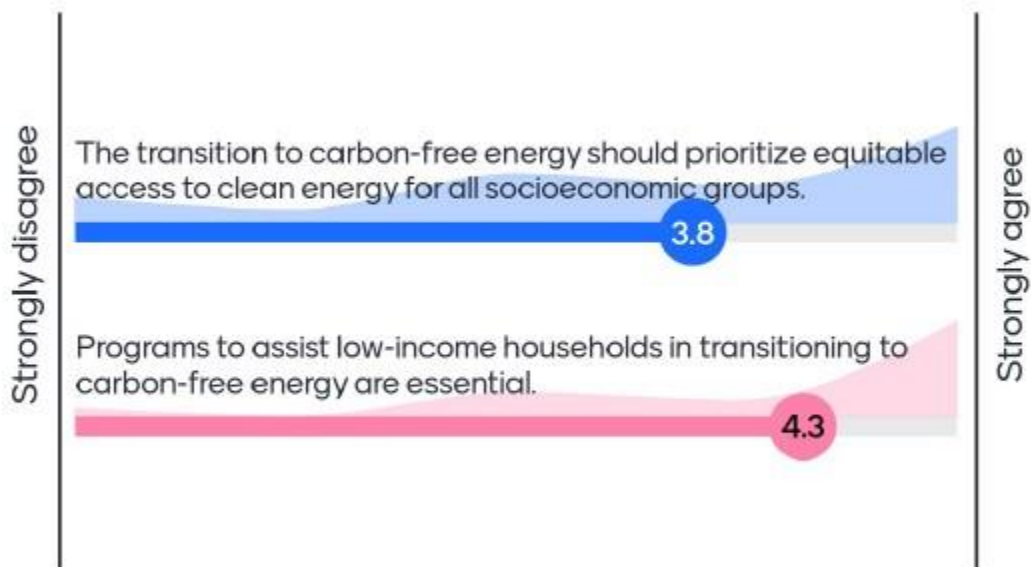 Strongly disagree
The transition to carbon-free energy should prioritize equitable
access to clean energy for all socioeconomic groups.
3.8
Programs to assist low-income households in transitioning to
carbon-free energy are essential.
4.3
Strongly agree